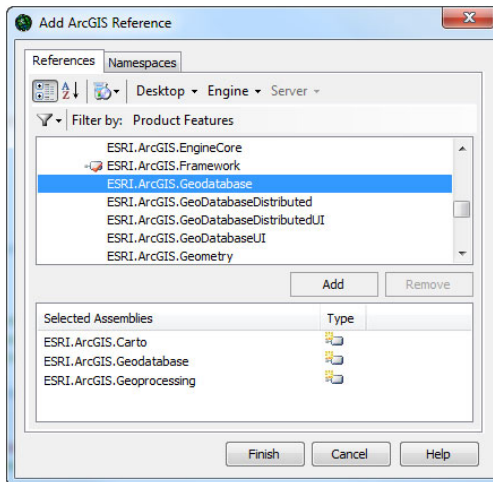 Add ArcGIS Reference
References Namespaces
Desktop Engine Server
Filter by: Product Features
ESRI.ArcGIS.EngineCore
ESRI.ArcGIS.Framework
ESRI.ArcGIS.Geodatabase
ESRI.ArcGIS.GeoDatabaseDistributed
ESRI.ArcGIS.GeoDatabaseDistributedUI
ESRI.ArcGIS.GeoDatabaseUI
ESRI.ArcGIS.Geometry
Add Remove
Selected Assemblies Type
ESRI.ArcGIS.Carto
ESRI.ArcGIS.Geodatabase
ESRI.ArcGIS.Geoprocessing
Finish Cancel Help